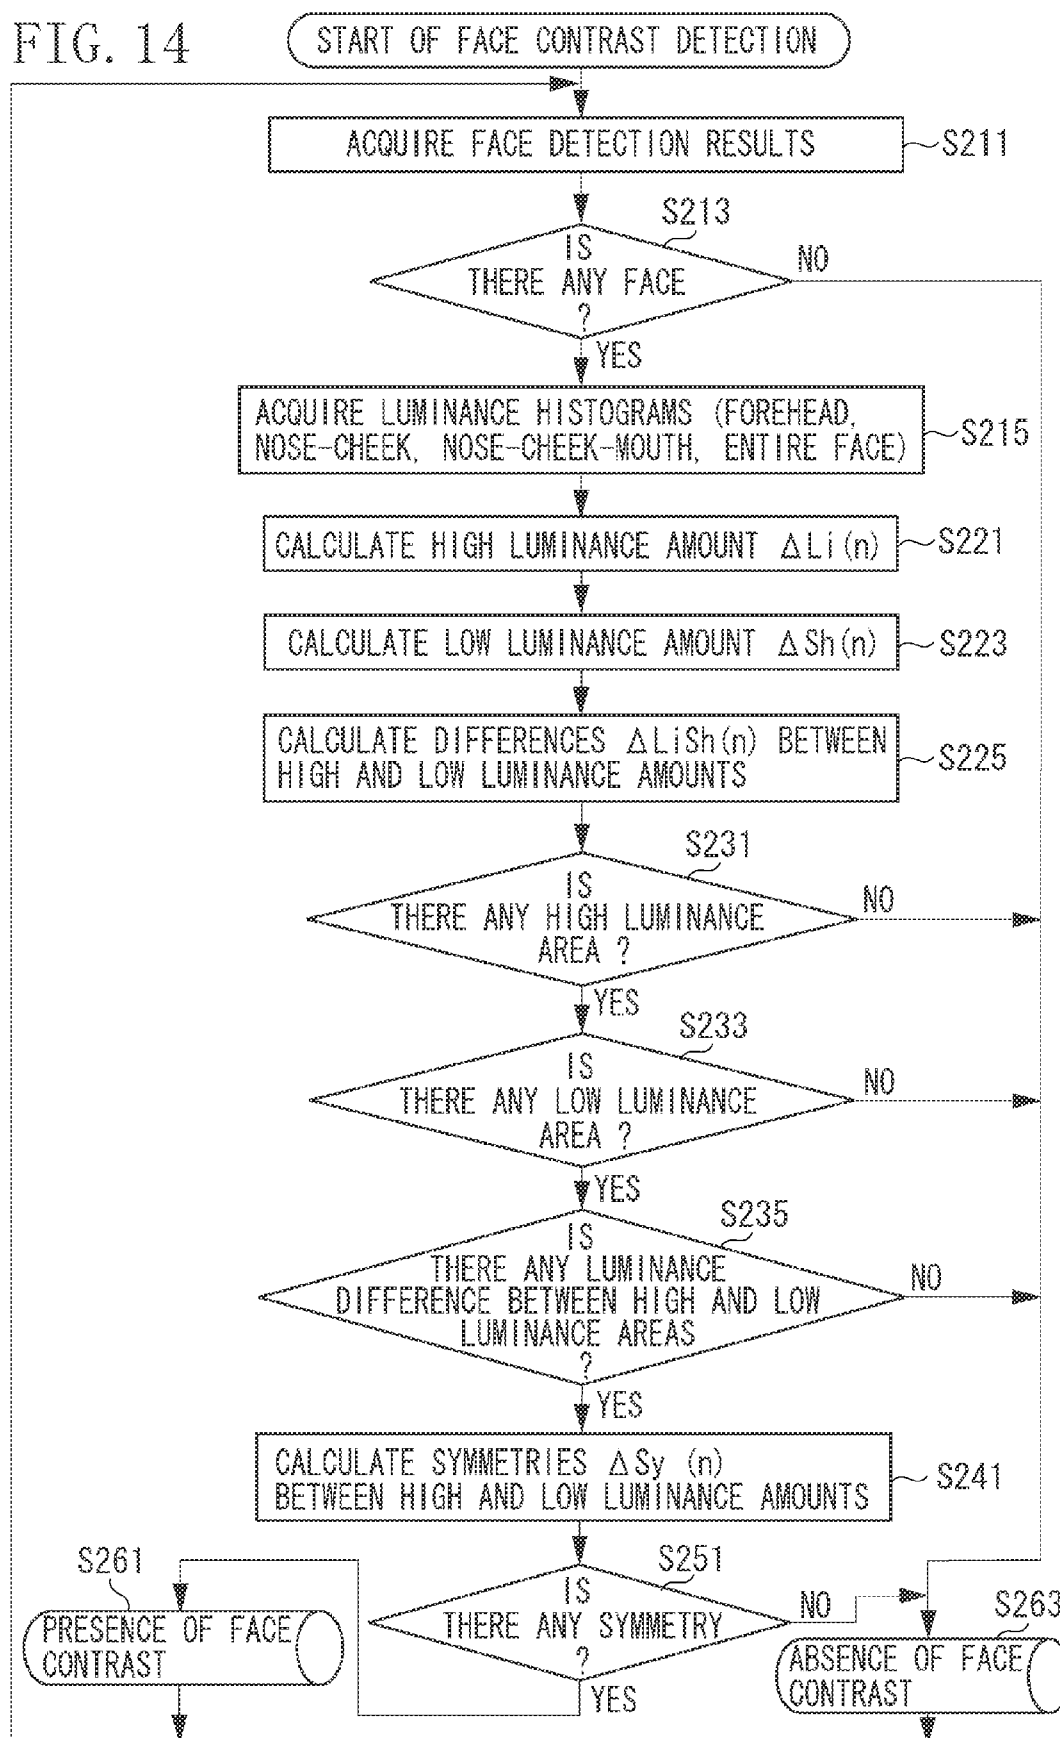 FIG. 14
START OF FACE CONTRAST DETECTION
ACQUIRE FACE DETECTION RESULTS
S211
S213
IS
THERE ANY FACE
?
NO
YES
ACQUIRE LUMINANCE HISTOGRAMS (FOREHEAD,
NOSE-CHEEK, NOSE-CHEEK-MOUTH, ENTIRE FACE)
S215
CALCULATE HIGH LUMINANCE AMOUNT ΔLi(n)
S221
CALCULATE LOW LUMINANCE AMOUNT ΔSh(n)
S223
CALCULATE DIFFERENCES ΔLiSh(n) BETWEEN
HIGH AND LOW LUMINANCE AMOUNTS
S225
S231
IS
THERE ANY HIGH LUMINANCE
AREA ?
NO
YES
S233
IS
THERE ANY LOW LUMINANCE
AREA ?
NO
YES
S235
IS
THERE ANY LUMINANCE
DIFFERENCE BETWEEN HIGH AND LOW
LUMINANCE AREAS
?
NO
YES
CALCULATE SYMMETRIES ΔSy (n)
BETWEEN HIGH AND LOW LUMINANCE AMOUNTS
S241
S251
IS
THERE ANY SYMMETRY
?
NO
YES
S261
PRESENCE OF FACE
CONTRAST
S263
ABSENCE OF FACE
CONTRAST